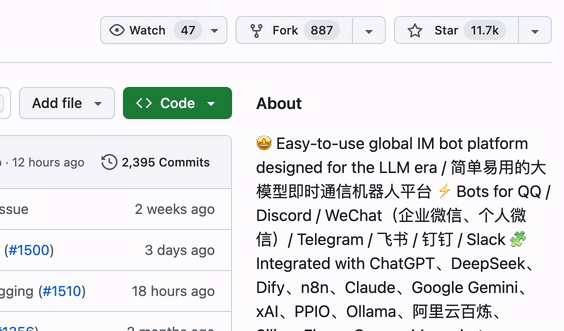 Watch 47
Fork 887
Star 11.7k
Add file
Code
About
· 12 hours ago
2,395 Commits
ssue
2 weeks ago
(#1500)
3 days ago
gging (#1510)
18 hours ago
🤩 Easy-to-use global IM bot platform
designed for the LLM era / 简单易用的大
模型即时通信机器人平台 ⚡️ Bots for QQ /
Discord / WeChat（企业微信、个人微
信）/ Telegram / 飞书 / 钉钉 / Slack 🧩
Integrated with ChatGPT、DeepSeek、
Dify、n8n、Claude、Google Gemini、
xAI、PPIO、Ollama、阿里云百炼、